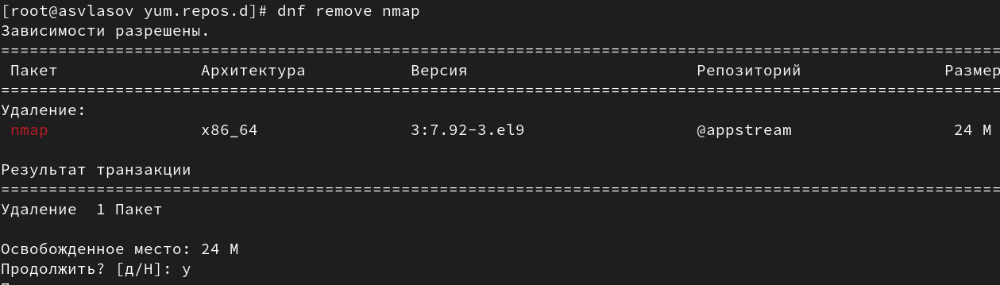 [root@asvlasov yum.repos.d]# dnf remove nmap
Зависимости разрешены.
================================================================================
Пакет Архитектура Версия Репозиторий Размер
================================================================================
Удаление:
nmap x86_64 3:7.92-3.el9 @appstream 24 M
Результат транзакции
================================================================================
Удаление 1 Пакет
Освобожденное место: 24 M
Продолжить? [д/Н]: y